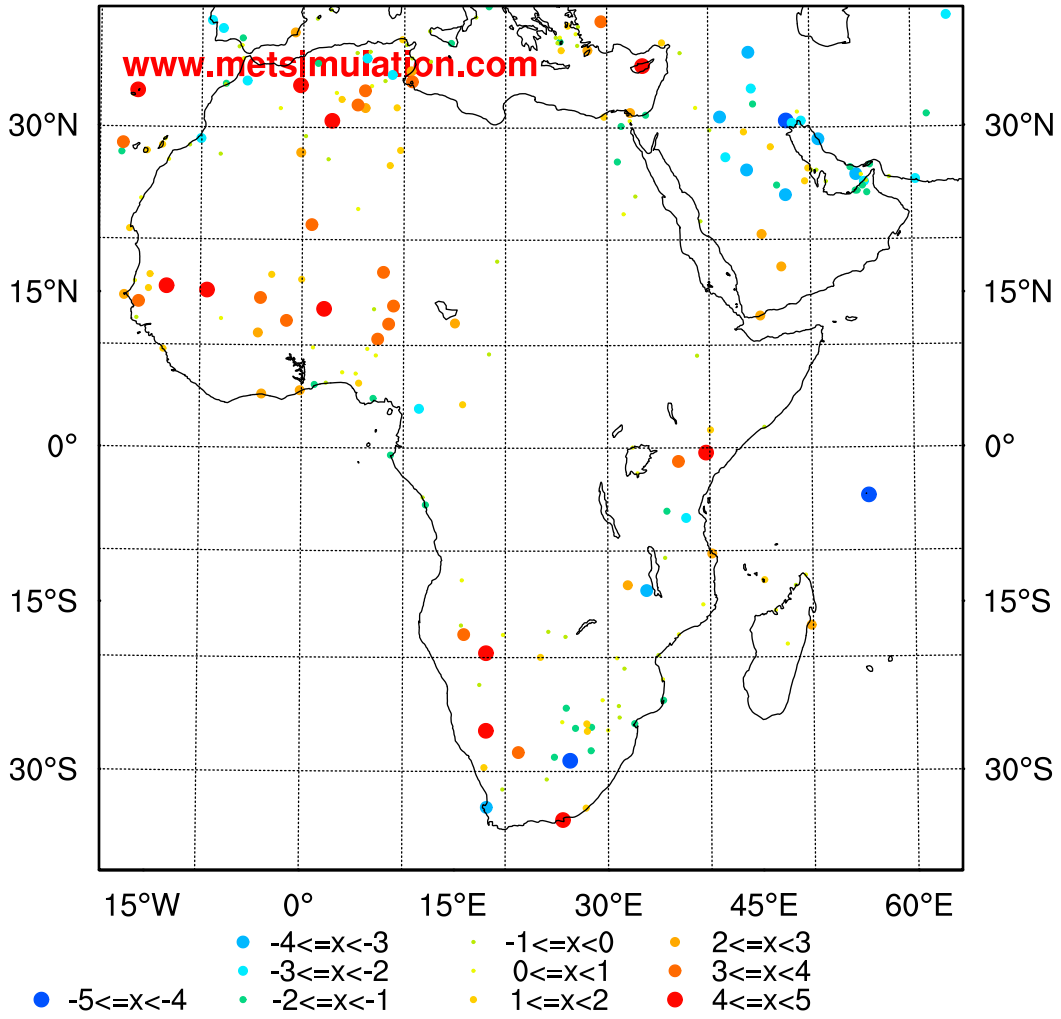 www.metsimulation.com
30°N 30°N
15°N 15°N
0° 0°
15°S 15°S
30°S 30°S
15°W 0° 15°E 30°E 45°E 60°E
-4<=x<-3 -1<=x<0 2<=x<3
-3<=x<-2 0<=x<1 3<=x<4
-5<=x<-4 -2<=x<-1 1<=x<2 4<=x<5